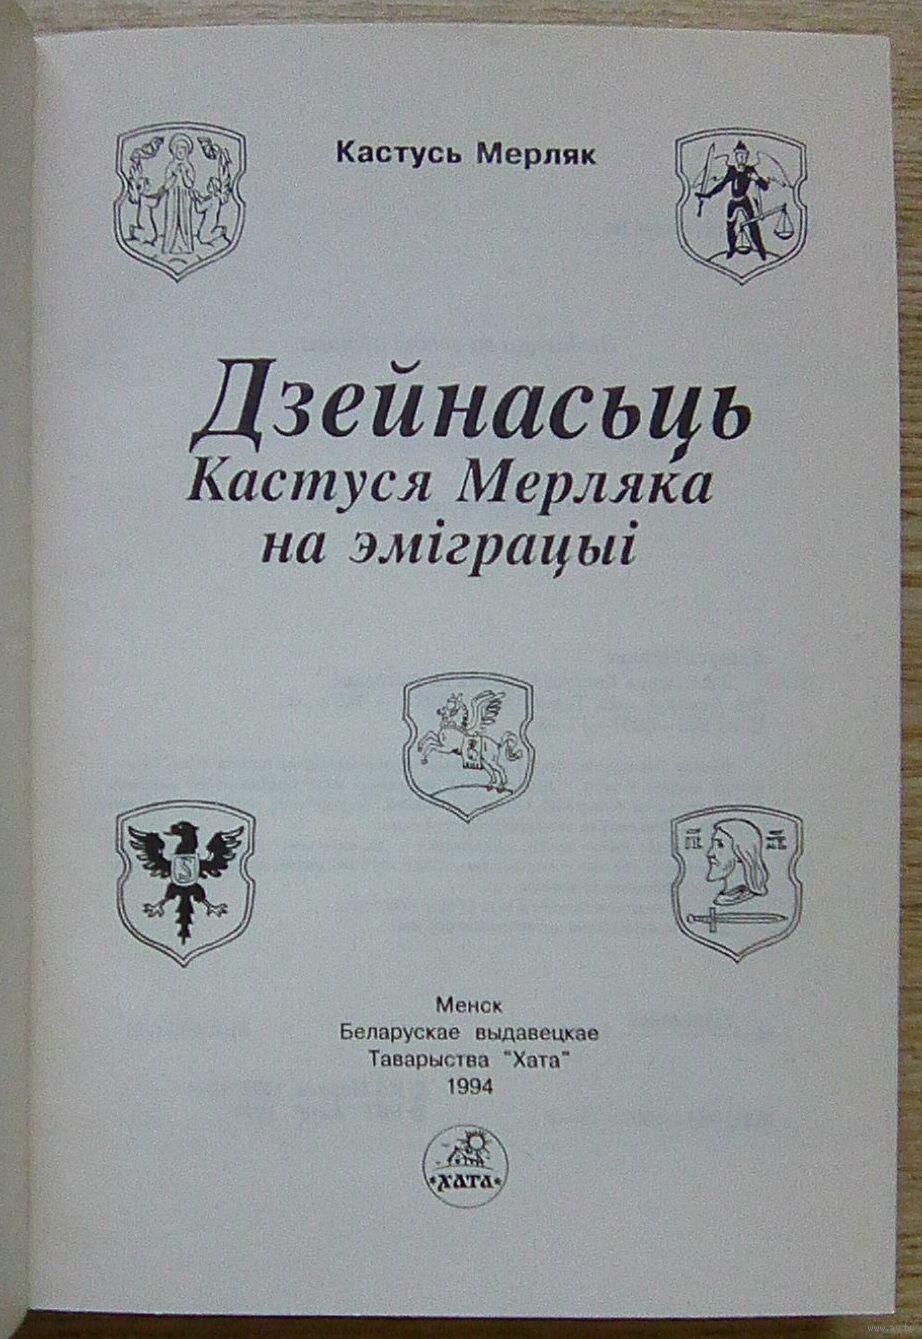 Кастусь Мерляк
Дзейнасьць
Кастуся Мерляка
на эміграцыі
Менск
Беларускае выдавецкае
Таварыства "Хата"
1994
ХАТА